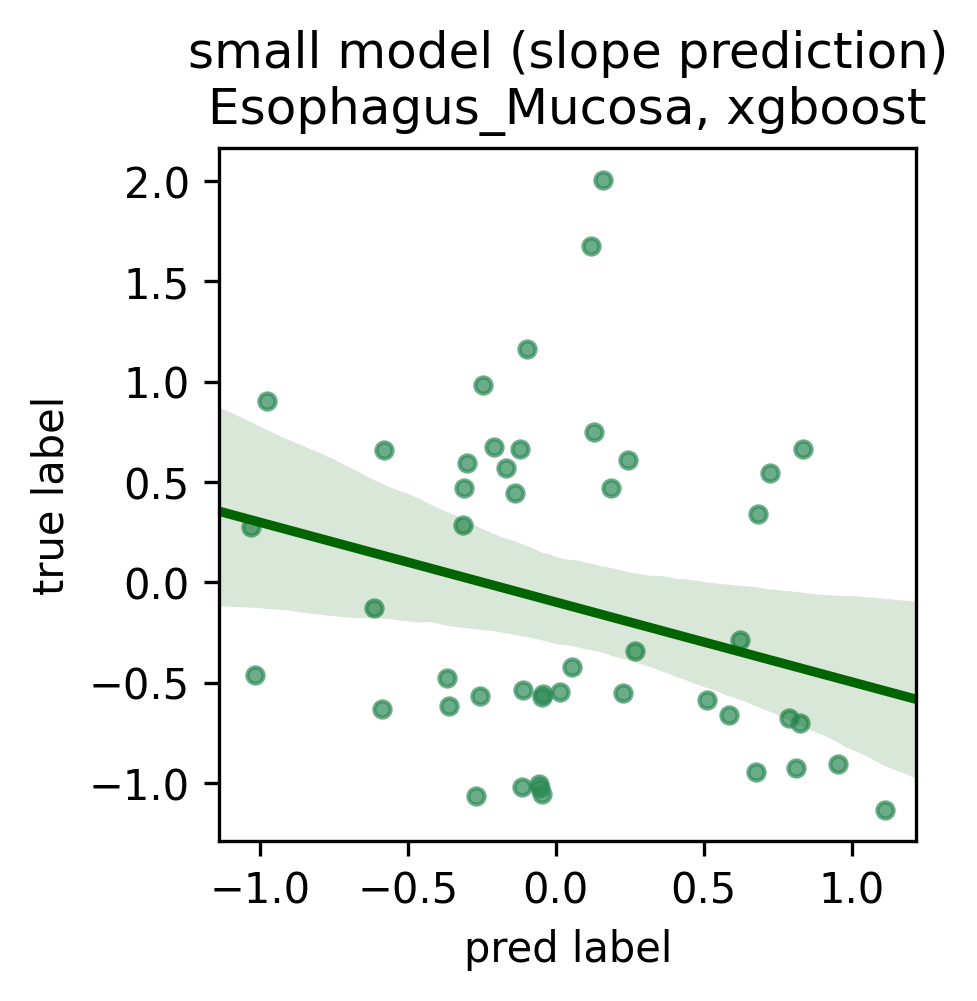 small model (slope prediction)
Esophagus_Mucosa, xgboost
2.0
1.5
1.0
0.5
0.0
−0.5
−1.0
true label
−1.0 −0.5 0.0 0.5 1.0
pred label